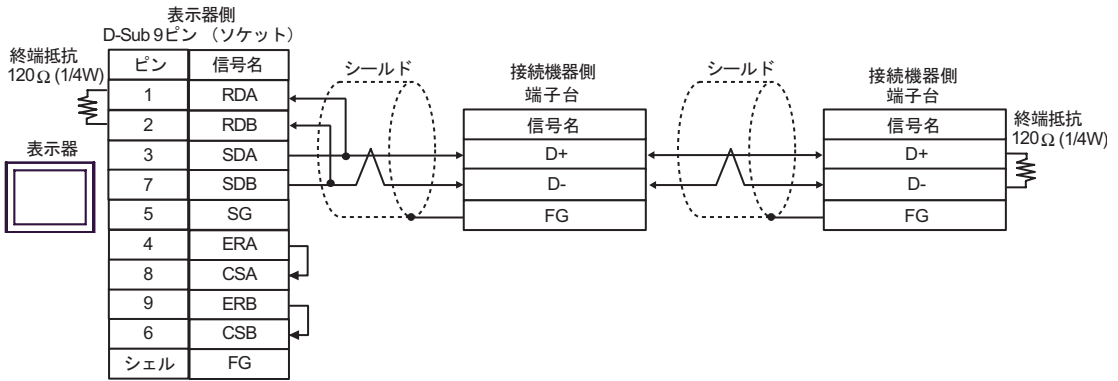 表示器側
D-Sub 9ピン (ソケット)
終端抵抗
120Ω (1/4W)
ピン 信号名
1 RDA
2 RDB
3 SDA
7 SDB
5 SG
4 ERA
8 CSA
9 ERB
6 CSB
シェル FG
表示器
シールド
接続機器側
端子台
信号名
D+
D-
FG
シールド
接続機器側
端子台
信号名
D+
D-
FG
終端抵抗
120Ω (1/4W)